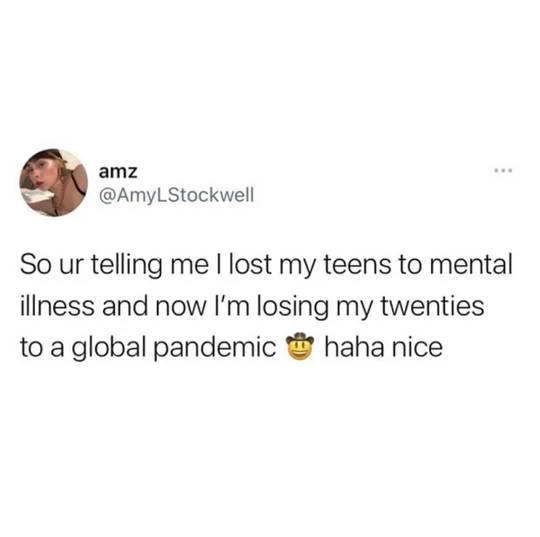 amz
@AmyLStockwell
So ur telling me I lost my teens to mental
illness and now I'm losing my twenties
to a global pandemic 🤠 haha nice